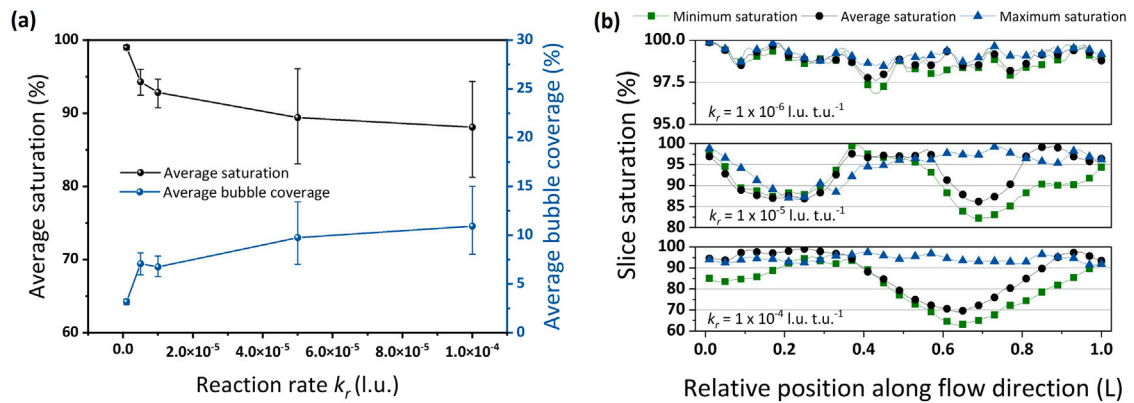 (a)
100
90
80
70
60
Average saturation (%)
Average saturation
Average bubble coverage
30
25
20
15
10
5
0
Average bubble coverage (%)
0.0
2.0×10⁻⁵
4.0×10⁻⁵
6.0×10⁻⁵
8.0×10⁻⁵
1.0×10⁻⁴
Reaction rate kᵣ (l.u.)
(b)
Minimum saturation
Average saturation
Maximum saturation
100.0
97.5
95.0
kᵣ = 1 x 10⁻⁶ l.u. t.u.⁻¹
100
95
90
85
80
kᵣ = 1 x 10⁻⁵ l.u. t.u.⁻¹
100
90
80
70
60
kᵣ = 1 x 10⁻⁴ l.u. t.u.⁻¹
Slice saturation (%)
0.0
0.2
0.4
0.6
0.8
1.0
Relative position along flow direction (L)